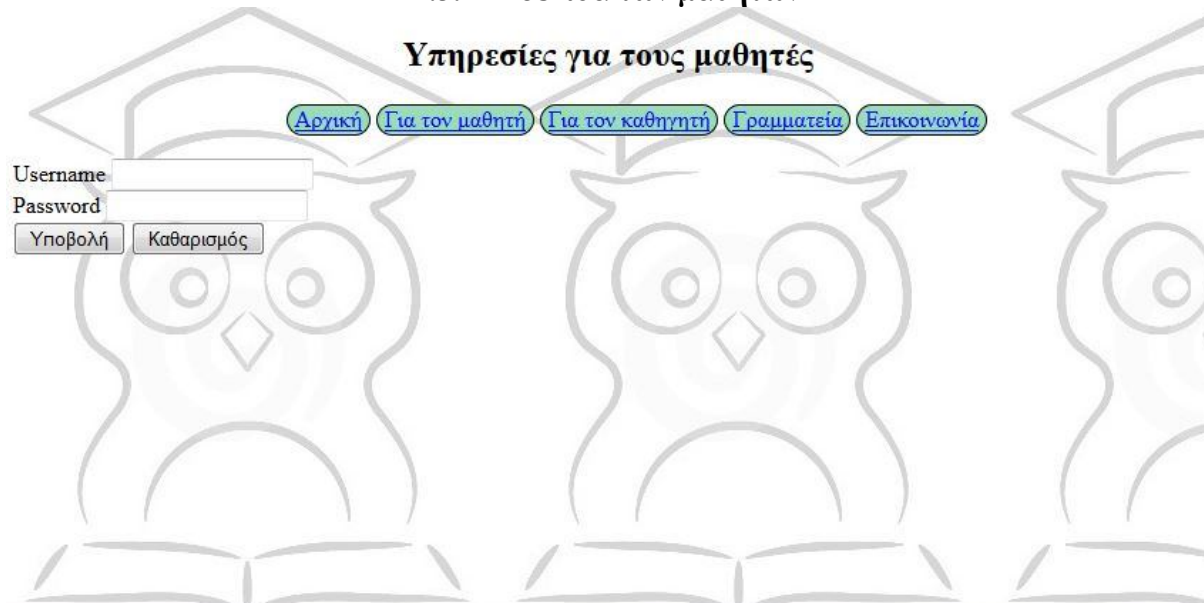 Υπηρεσίες για τους μαθητές
Αρχική Για τον μαθητή Για τον καθηγητή Γραμματεία Επικοινωνία
Username
Password
Υποβολή Καθαρισμός